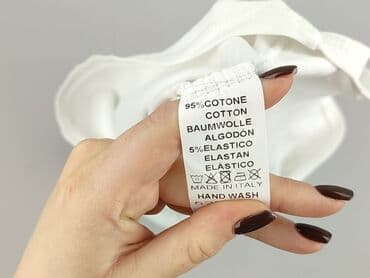 95%COTONE
COTTON
BAUMWOLLE
ALGODÓN
5%ELASTICO
ELASTAN
ELÁSTICO
MADE IN ITALY
HAND WASH